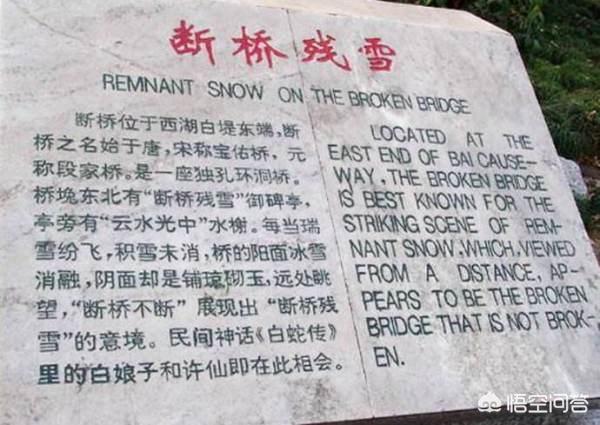 断桥残雪
REMNANT SNOW ON THE BROKEN BRIDGE
断桥位于西湖白堤东端,断
桥之名始于唐,宋称宝佑桥,元
称段家桥。是一座独孔环洞桥。
桥堍东北有“断桥残雪”御碑亭,
亭旁有“云水光中”水榭。每当瑞
雪纷飞,积雪未消,桥的阳面冰雪
消融,阴面却是铺琼砌玉,远处眺
望,“断桥不断”展现出“断桥残
雪”的意境。民间神话《白蛇传》
里的白娘子和许仙即在此相会。
LOCATED AT THE
EAST END OF BAI CAUSE-
WAY, THE BROKEN BRIDGE
IS BEST KNOWN FOR THE
STRIKING SCENE OF REM-
NANT SNOW, WHICH, VIEWED
FROM A DISTANCE, AP-
PEARS TO BE THE BROKEN
BRIDGE THAT IS NOT BROK-
EN.
悟空问答